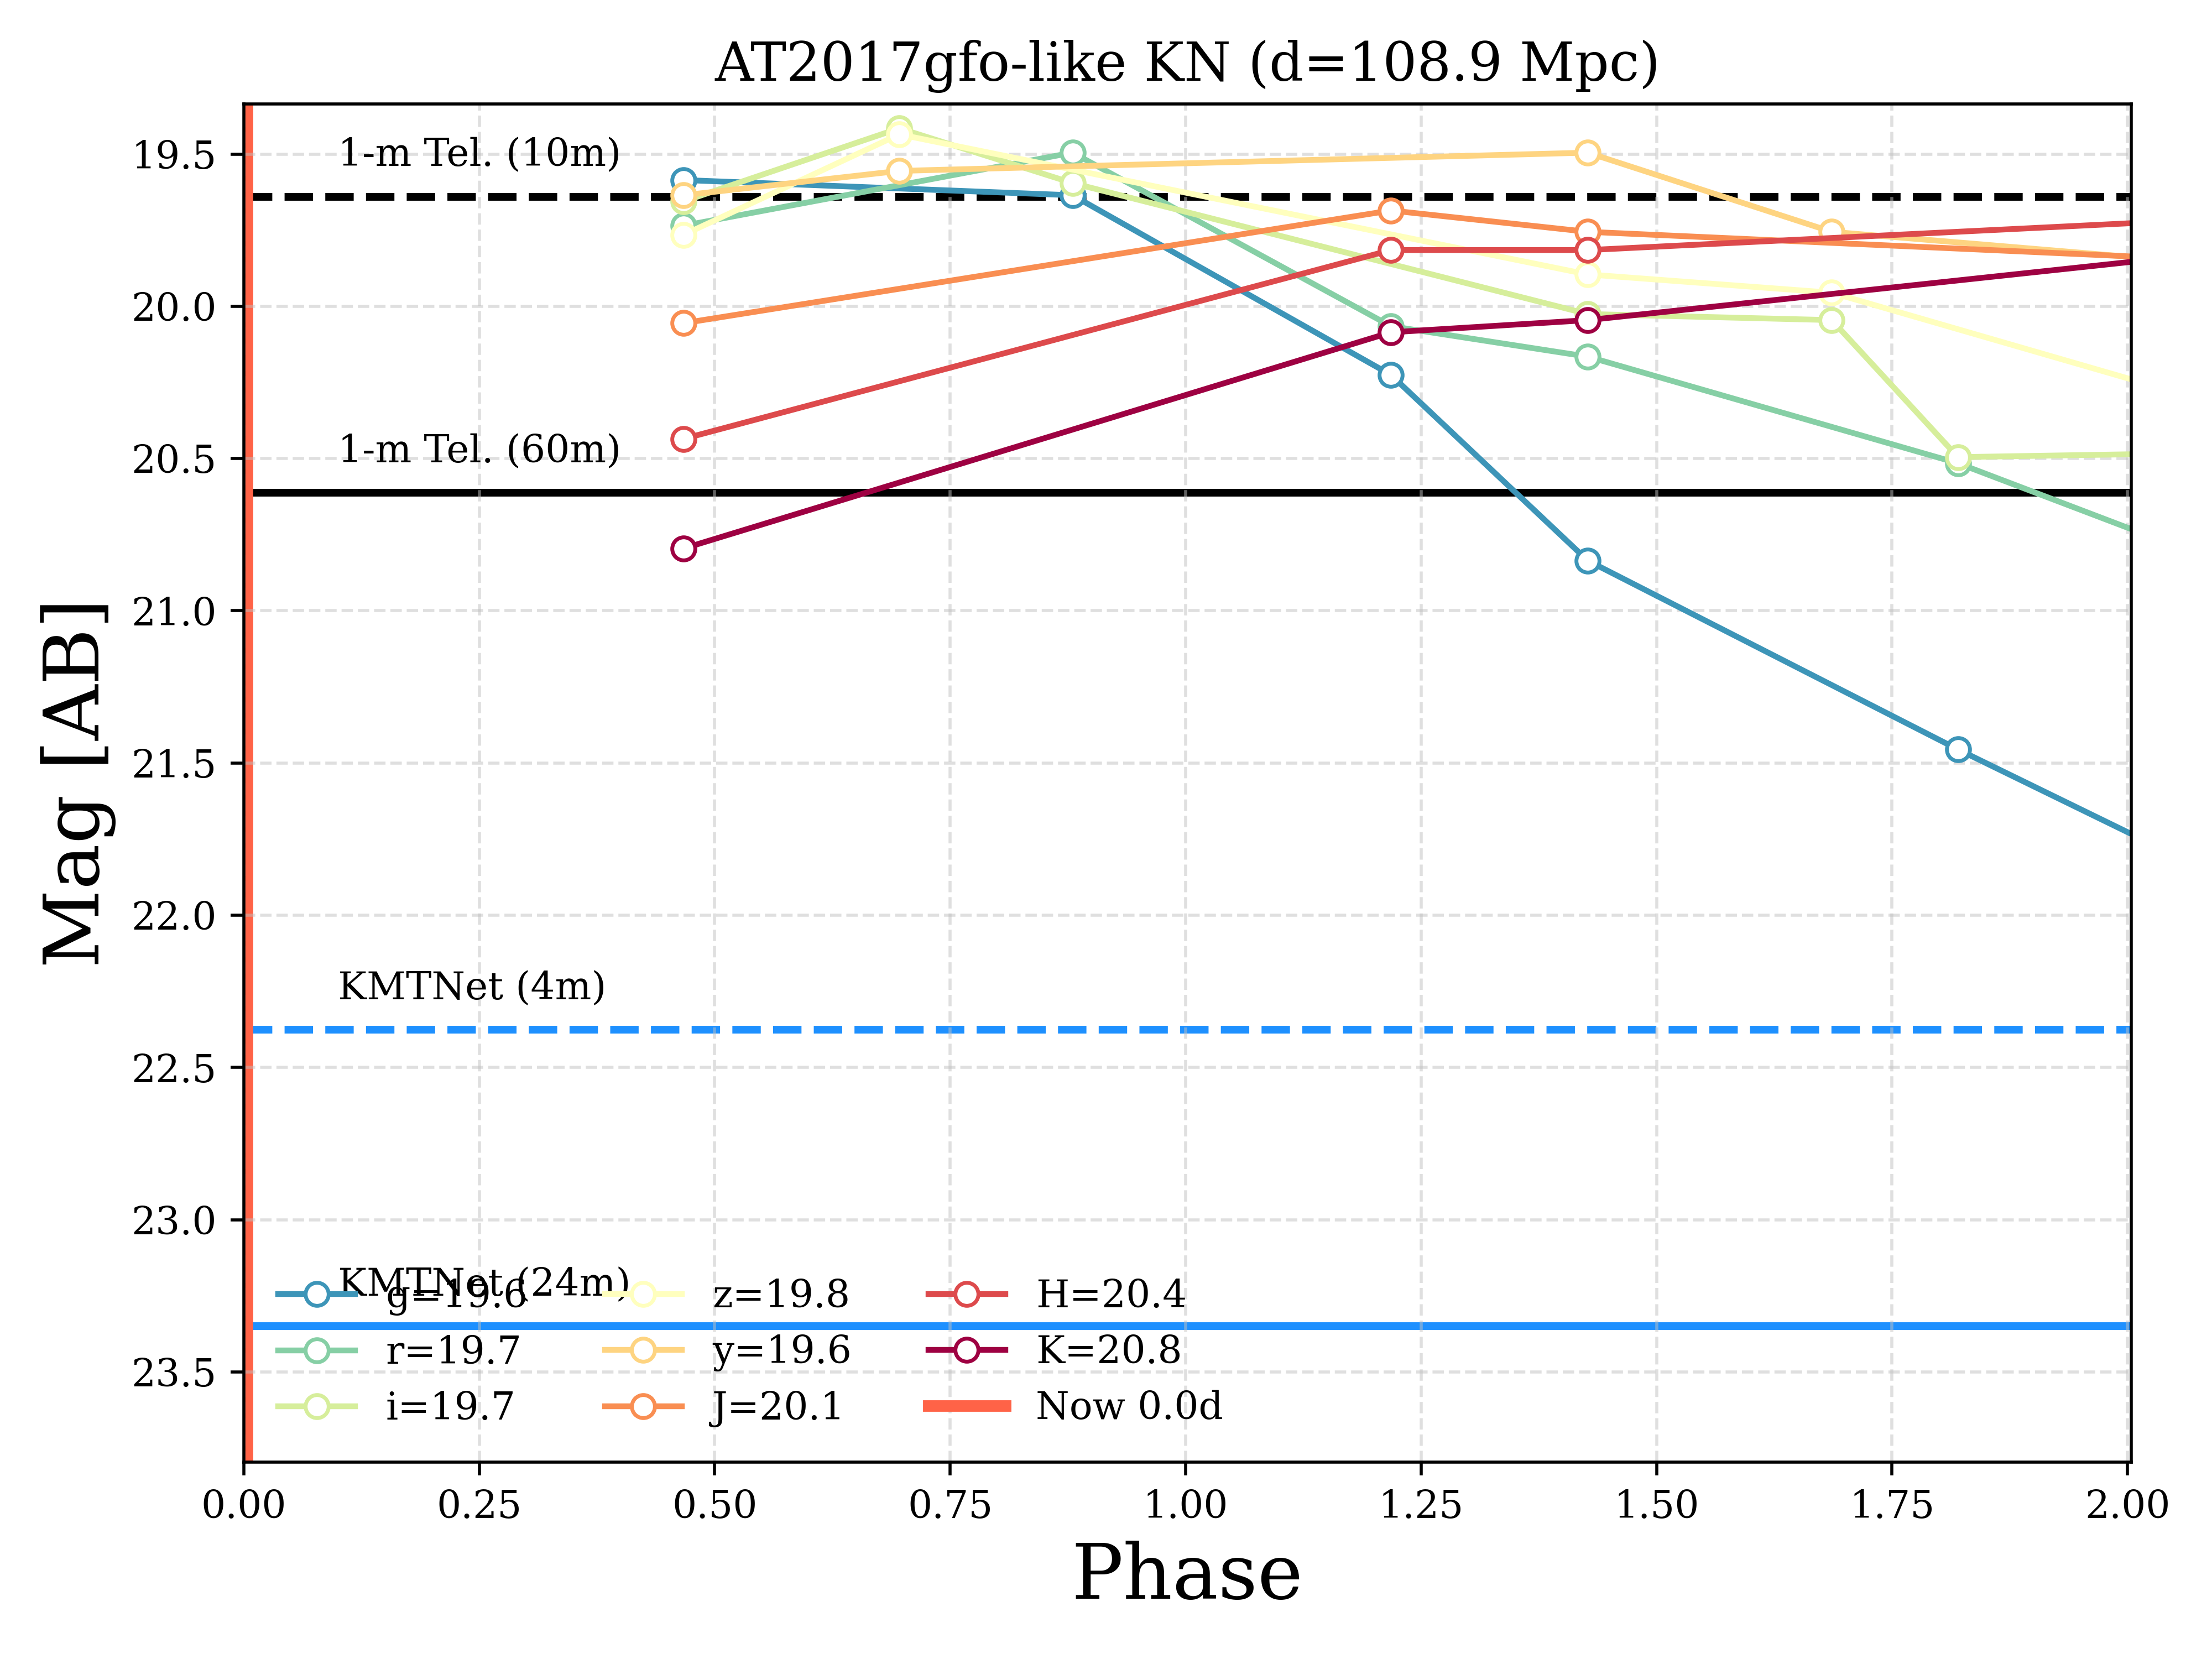 AT2017gfo-like KN (d=108.9 Mpc)
Mag [AB]
19.5
20.0
20.5
21.0
21.5
22.0
22.5
23.0
23.5
1-m Tel. (10m)
1-m Tel. (60m)
KMTNet (4m)
KMTNet (24m)
g=19.6
r=19.7
i=19.7
z=19.8
y=19.6
J=20.1
H=20.4
K=20.8
Now 0.0d
0.00 0.25 0.50 0.75 1.00 1.25 1.50 1.75 2.00
Phase